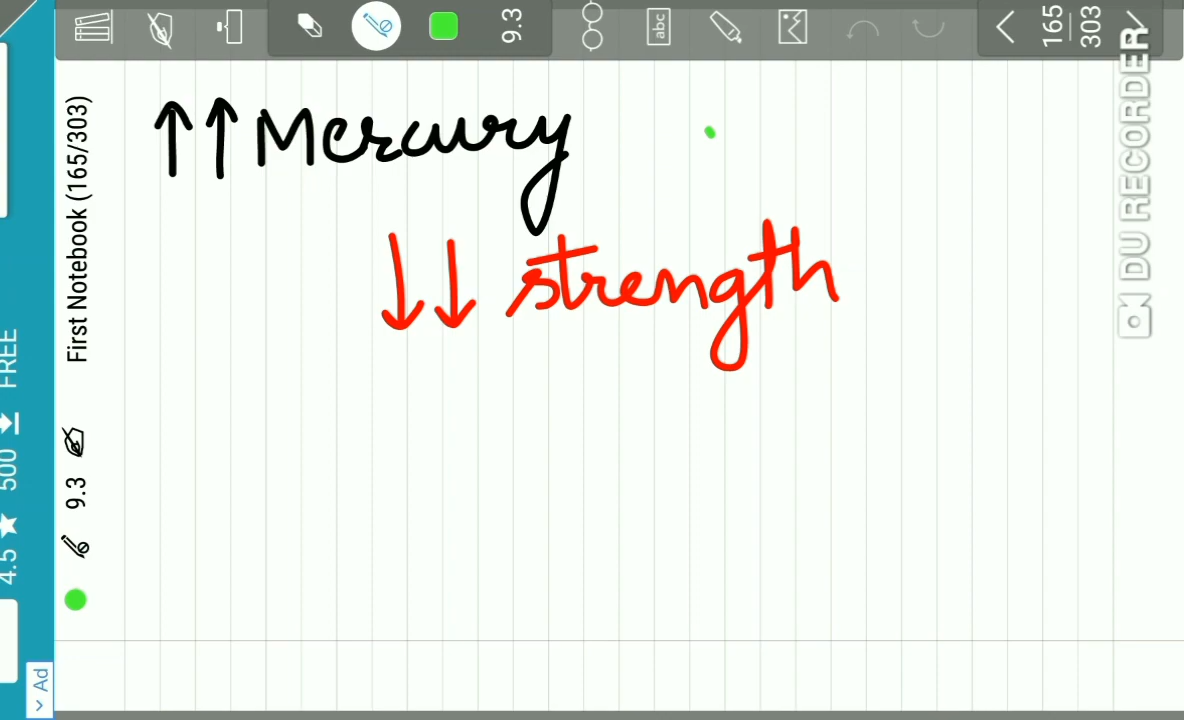 9.3
abc
165
303
DU RECORDER
First Notebook (165/303)
9.3
↑↑ Mercury
↓↓ strength
4.5 ★ 500 FREE
Ad